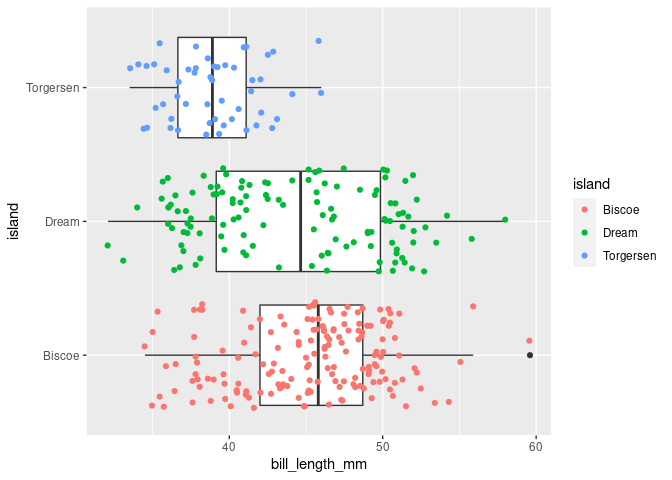 Torgersen
Dream
Biscoe
island
40
50
60
bill_length_mm
island
Biscoe
Dream
Torgersen